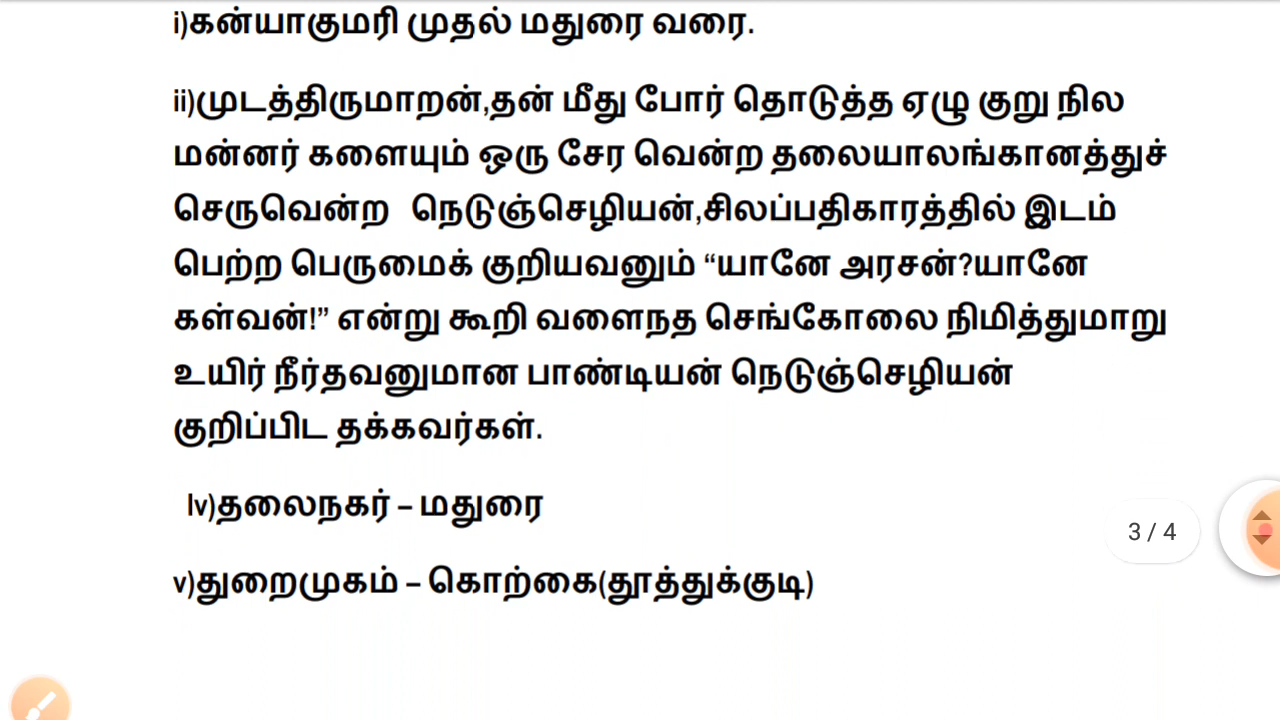 i)கன்யாகுமரி முதல் மதுரை வரை.
ii)முடத்திருமாறன்,தன் மீது போர் தொடுத்த ஏழு குறு நில
மன்னர் களையும் ஒரு சேர வென்ற தலையாலங்கானத்துச்
செருவென்ற நெடுஞ்செழியன்,சிலப்பதிகாரத்தில் இடம்
பெற்ற பெருமைக் குறியவனும் “யானே அரசன்?யானே
கள்வன்!” என்று கூறி வளைநத செங்கோலை நிமித்துமாறு
உயிர் நீர்தவனுமான பாண்டியன் நெடுஞ்செழியன்
குறிப்பிட தக்கவர்கள்.
Iv)தலைநகர் – மதுரை
3 / 4
v)துறைமுகம் – கொற்கை(தூத்துக்குடி)